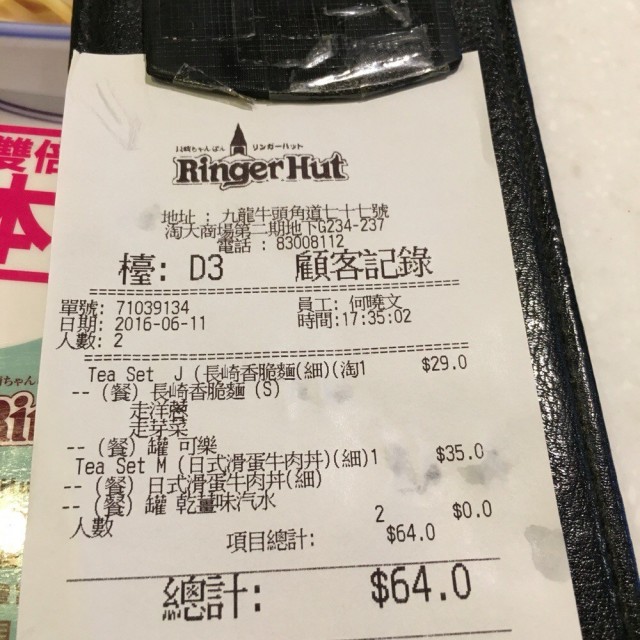 雙倍
本
長崎ちゃんぽん リンガーハット
Ringer Hut
地址 : 九龍牛頭角道七十七號
淘大商場第二期地下G234-237
電話 : 83008112
檯: D3 顧客記錄
單號: 71039134 員工: 何曉文
日期: 2016-06-11 時間:17:35:02
人數: 2
Tea Set J (長崎香脆麵(細)(淘1 $29.0
-- (餐) 長崎香脆麵 (S)
走洋蔥
走芽菜
-- (餐) 罐 可樂
Tea Set M (日式滑蛋牛肉丼)(細)1 $35.0
-- (餐) 日式滑蛋牛肉丼(細)
-- (餐) 罐 乾薑味汽水
人數 2 $0.0
項目總計: $64.0
總計: $64.0